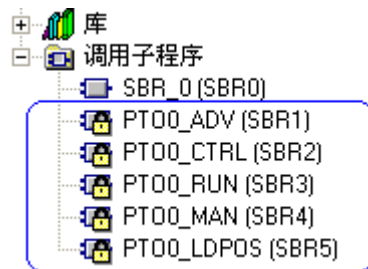 库
调用子程序
SBR_0 (SBR0)
PTO0_ADV (SBR1)
PTO0_CTRL (SBR2)
PTO0_RUN (SBR3)
PTO0_MAN (SBR4)
PTO0_LDPOS (SBR5)